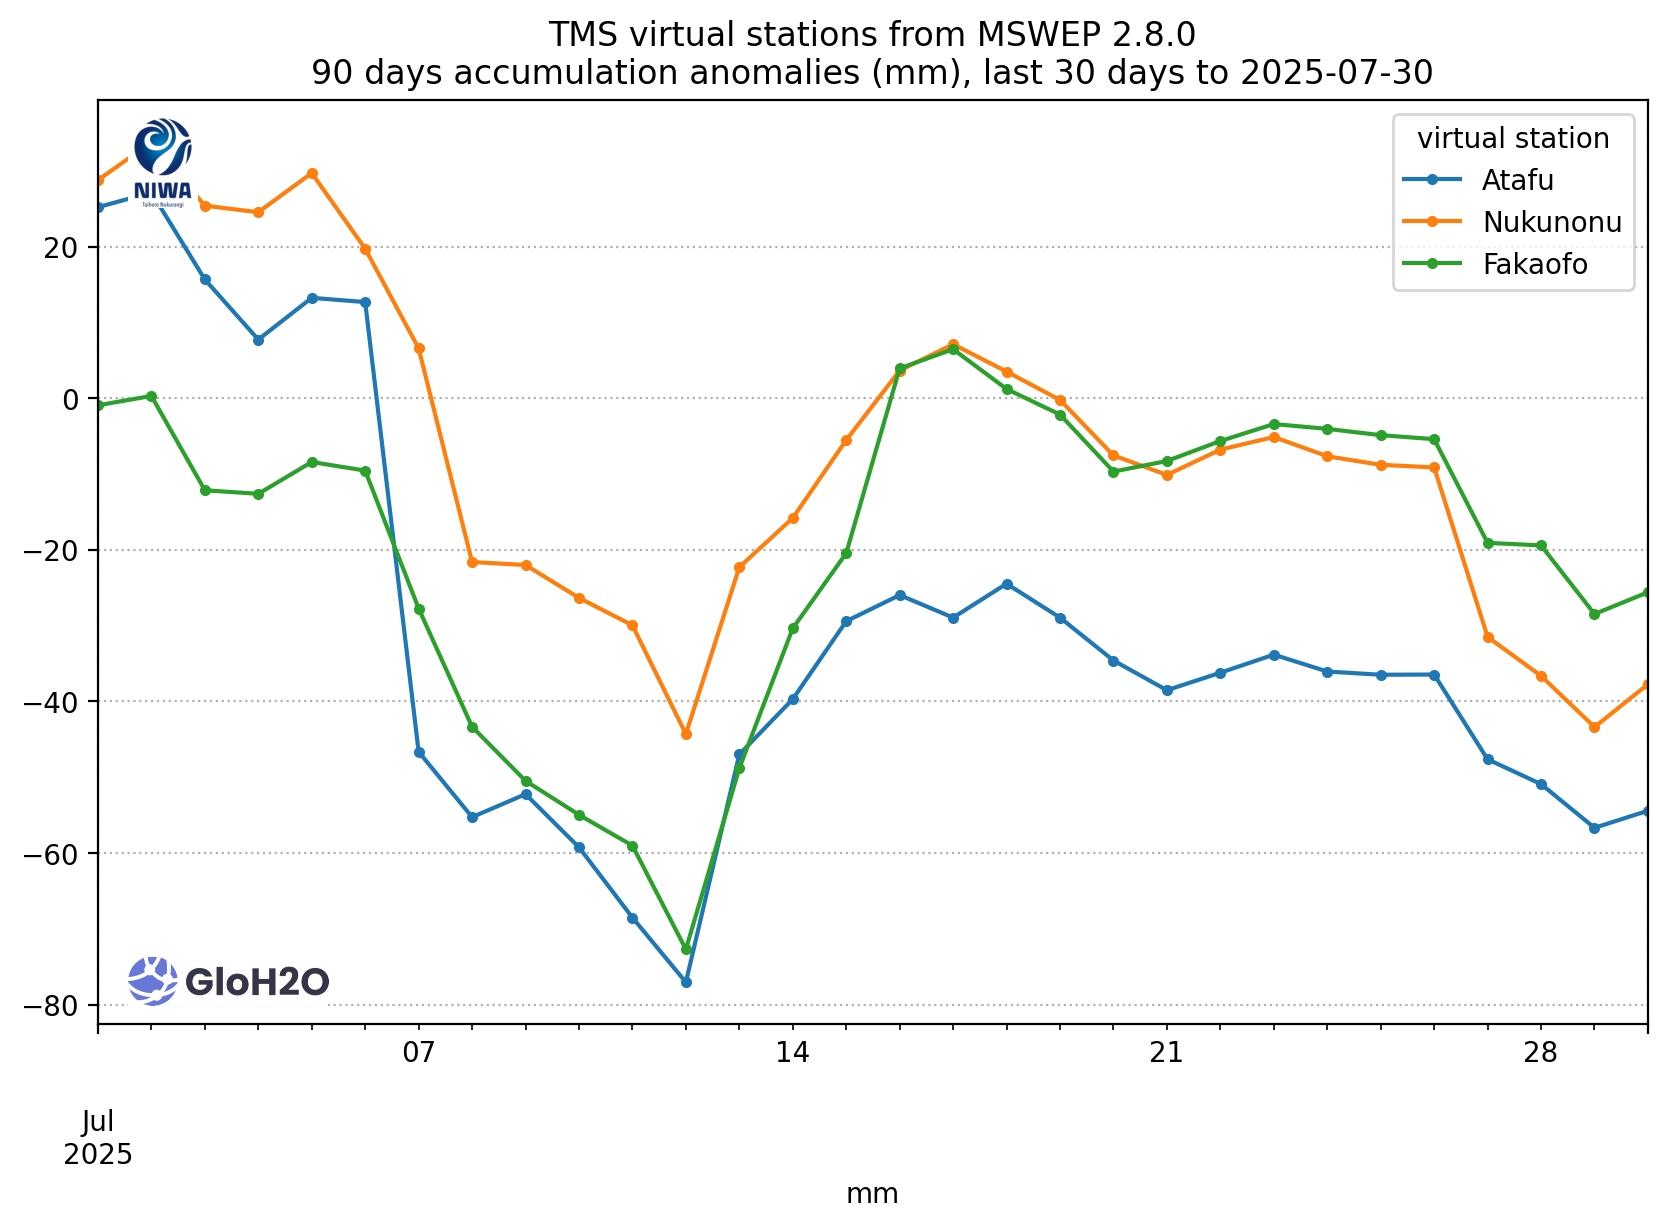 TMS virtual stations from MSWEP 2.8.0
90 days accumulation anomalies (mm), last 30 days to 2025-07-30
NIWA
Taihoro Nukurangi
virtual station
Atafu
Nukunonu
Fakaofo
20
0
−20
−40
−60
−80
GloH2O
07
14
21
28
Jul
2025
mm